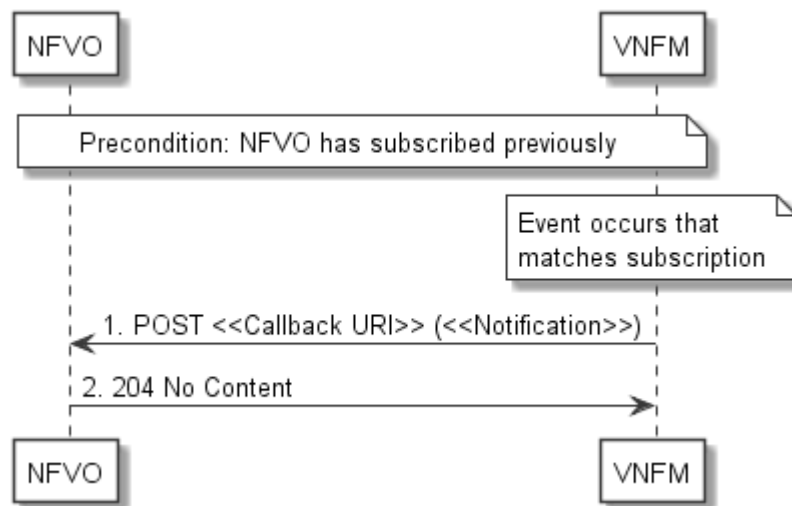 NFVO VNFM
Precondition: NFVO has subscribed previously
Event occurs that
matches subscription
1. POST <<Callback URI>> (<<Notification>>)
2. 204 No Content
NFVO VNFM